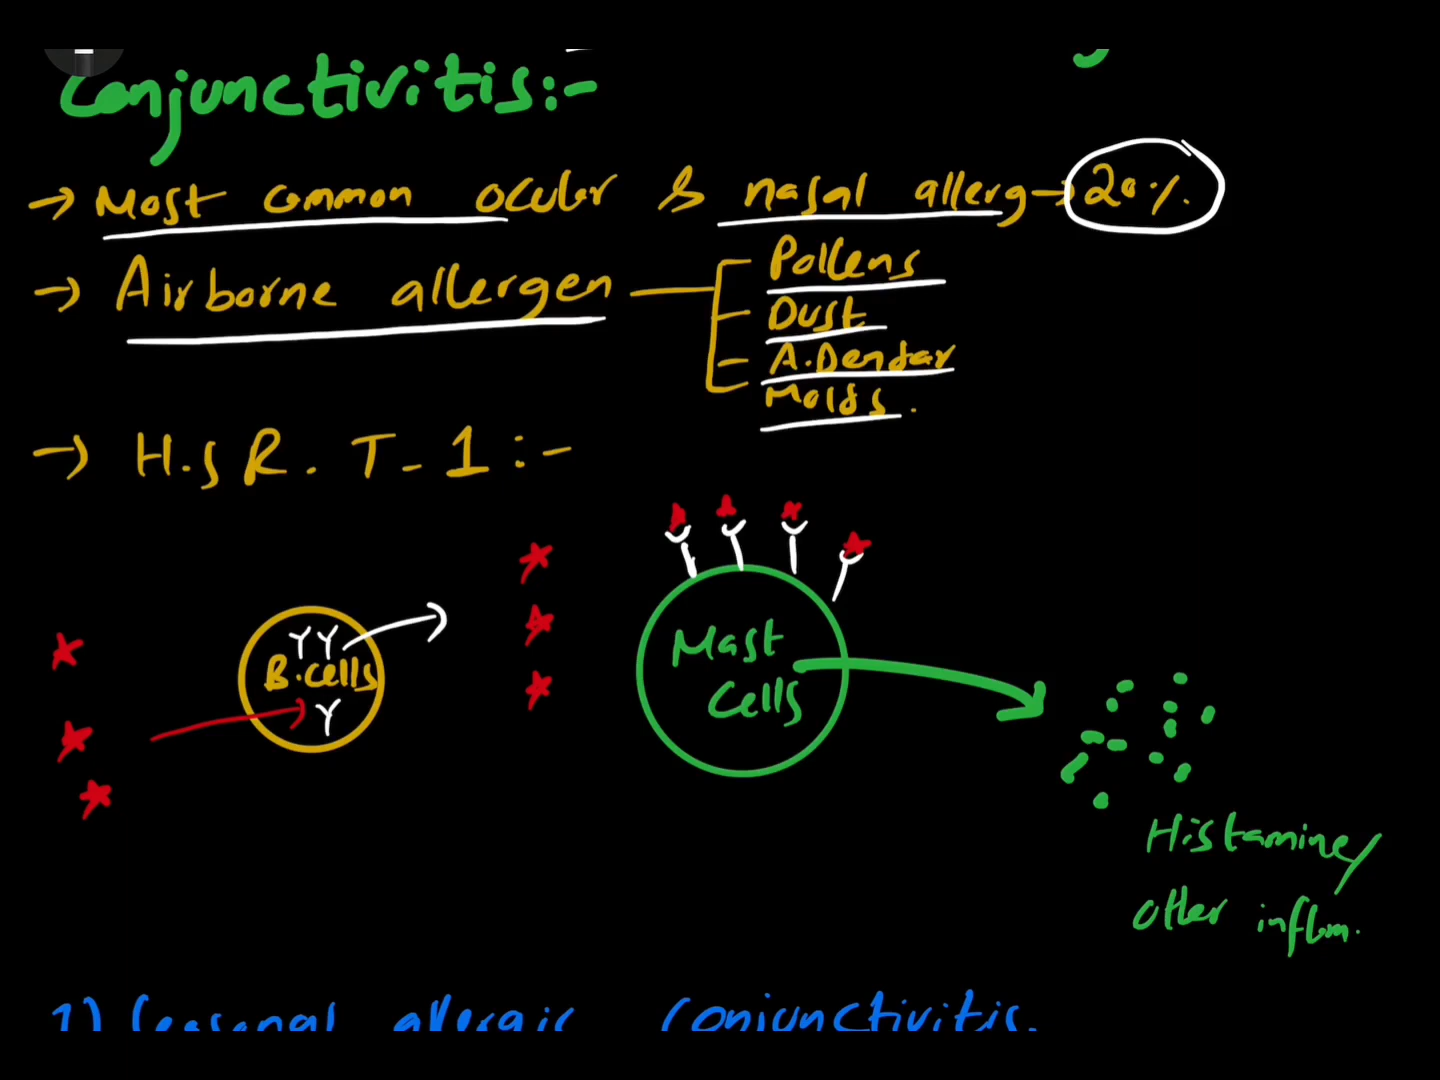 Conjunctivitis:-
→ Most common ocular & nasal allerg → 20%.
→ Airborne allergen
Pollens
Dust
A.Dendar
Molds.
→ H.S R. T-1:-
YY
B.cells
Y
Mast
Cells
Histamine/
other inflam.
1) Seasonal allergic conjunctivitis.